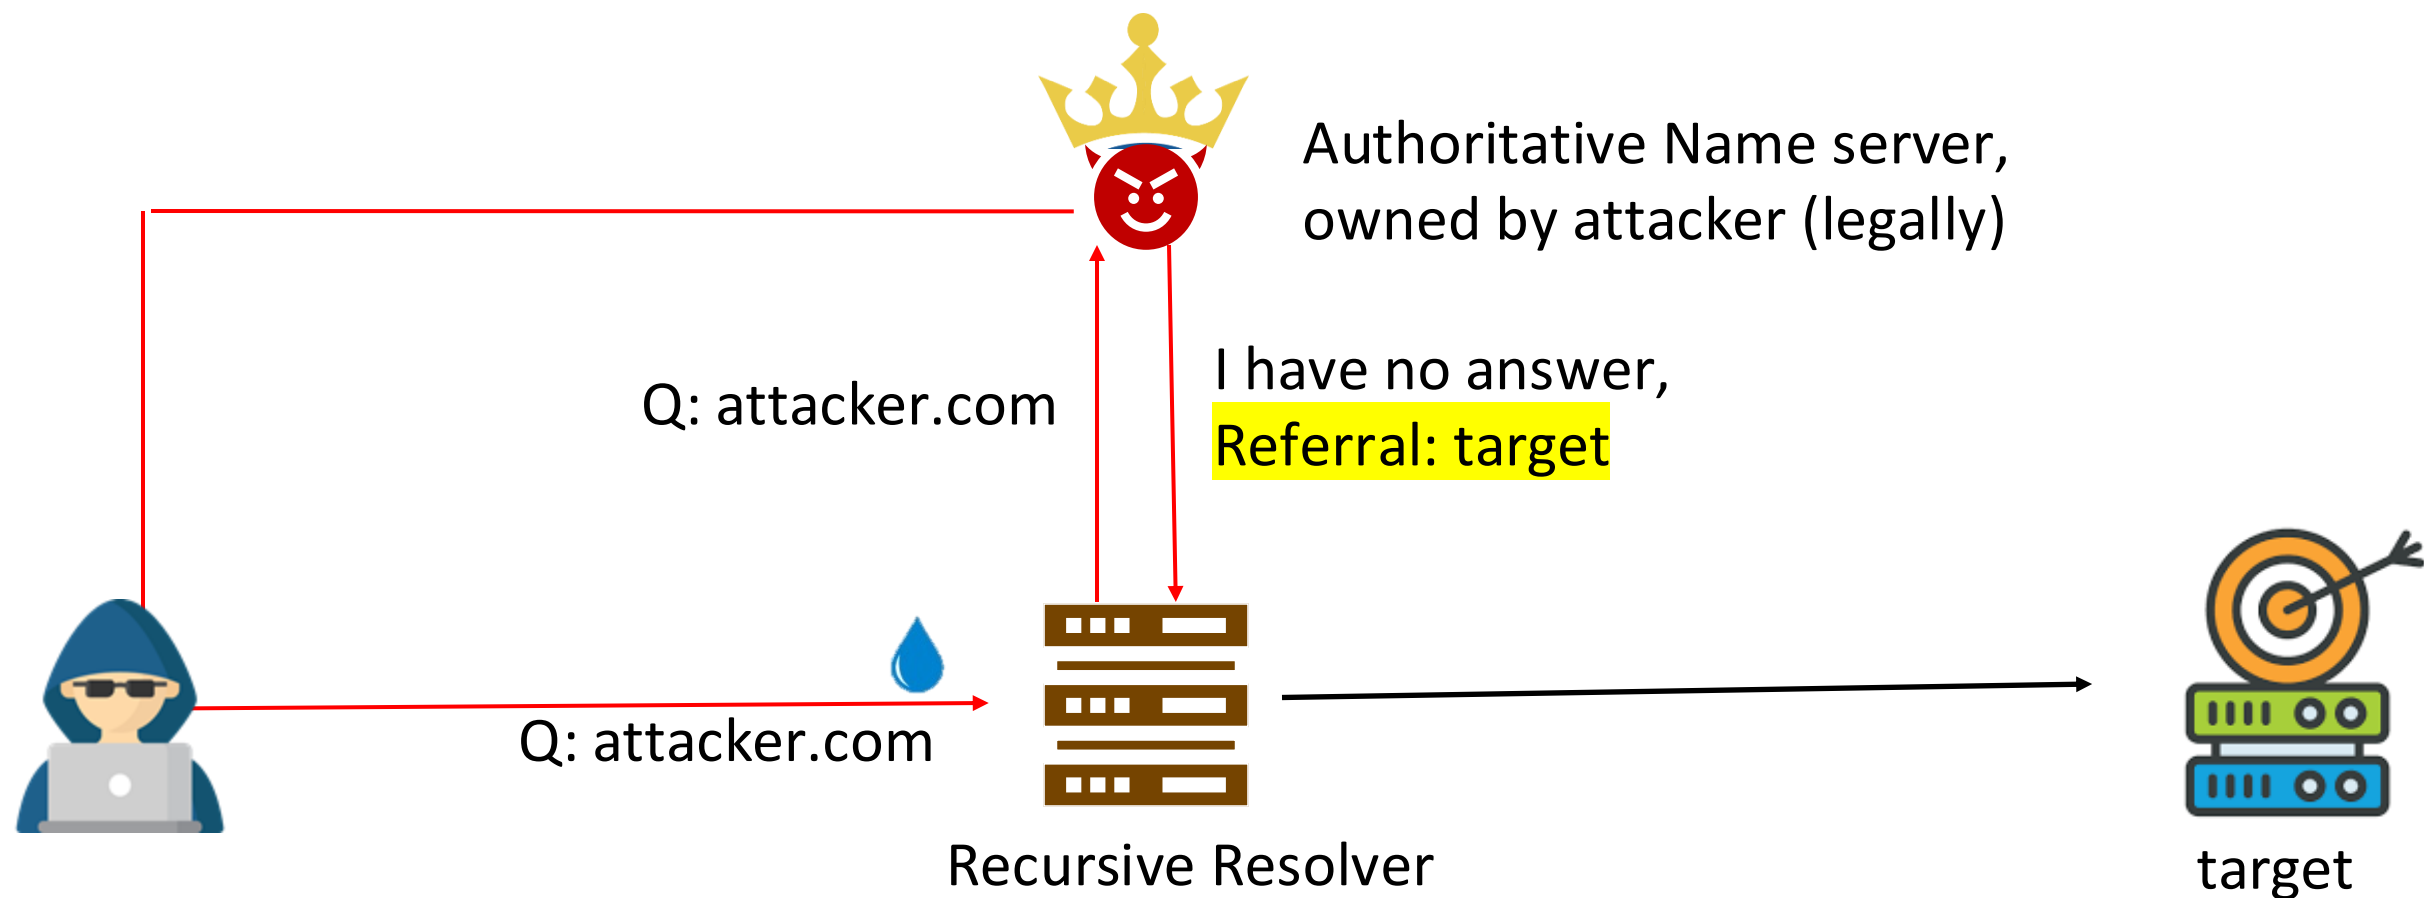 Authoritative Name server,
owned by attacker (legally)
I have no answer,
Referral: target
Q: attacker.com
Q: attacker.com
Recursive Resolver
target